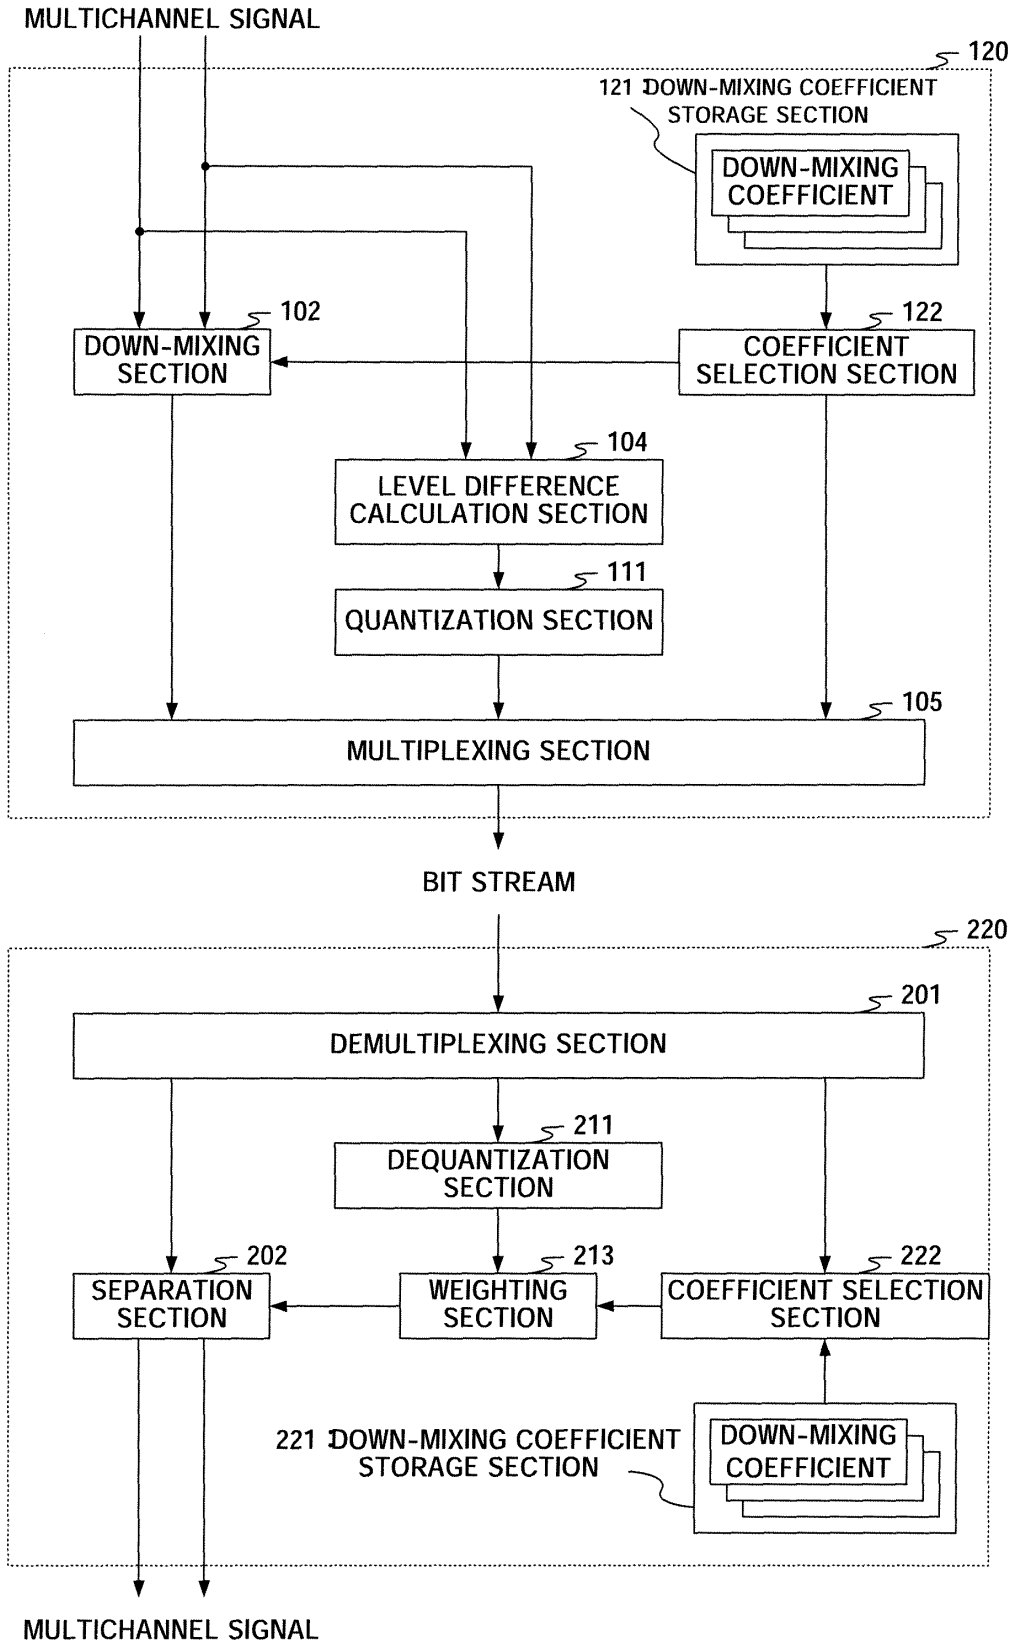 MULTICHANNEL SIGNAL
120
121 :DOWN-MIXING COEFFICIENT
STORAGE SECTION
DOWN-MIXING
COEFFICIENT
102
DOWN-MIXING
SECTION
122
COEFFICIENT
SELECTION SECTION
104
LEVEL DIFFERENCE
CALCULATION SECTION
111
QUANTIZATION SECTION
105
MULTIPLEXING SECTION
BIT STREAM
220
201
DEMULTIPLEXING SECTION
211
DEQUANTIZATION
SECTION
202
SEPARATION
SECTION
213
WEIGHTING
SECTION
222
COEFFICIENT SELECTION
SECTION
221 :DOWN-MIXING COEFFICIENT
STORAGE SECTION
DOWN-MIXING
COEFFICIENT
MULTICHANNEL SIGNAL